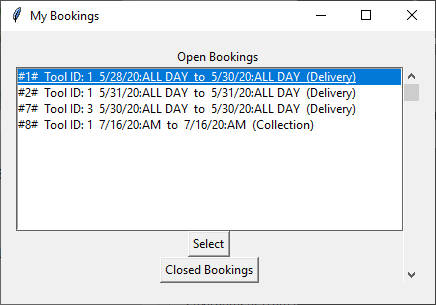 My Bookings
Open Bookings
#1# Tool ID: 1 5/28/20:ALL DAY to 5/30/20:ALL DAY (Delivery)
#2# Tool ID: 1 5/31/20:ALL DAY to 5/31/20:ALL DAY (Delivery)
#7# Tool ID: 3 5/30/20:ALL DAY to 5/30/20:ALL DAY (Delivery)
#8# Tool ID: 1 7/16/20:AM to 7/16/20:AM (Collection)
Select
Closed Bookings